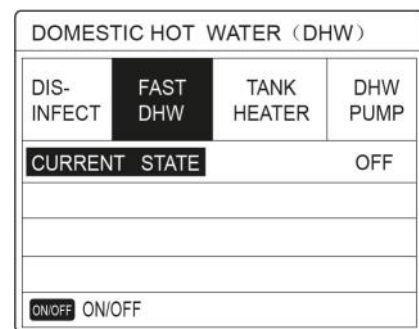 DOMESTIC HOT WATER（DHW）
DIS-
INFECT
FAST
DHW
TANK
HEATER
DHW
PUMP
CURRENT STATE OFF
ON/OFF ON/OFF